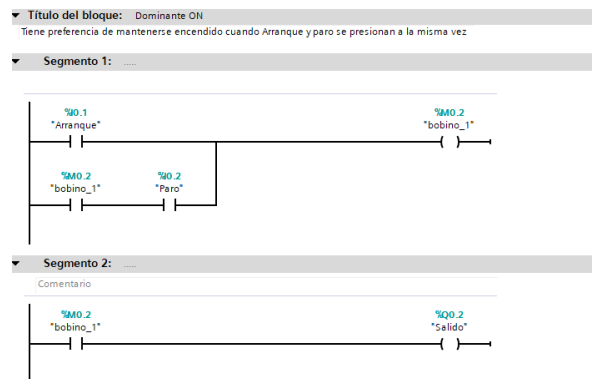 Título del bloque: Dominante ON
Tiene preferencia de mantenerse encendido cuando Arranque y paro se presionan a la misma vez
Segmento 1: .....
%I0.1 %M0.2
"Arranque" "bobino_1"
%M0.2 %I0.2
"bobino_1" "Paro"
Segmento 2: .....
Comentario
%M0.2 %Q0.2
"bobino_1" "Salido"